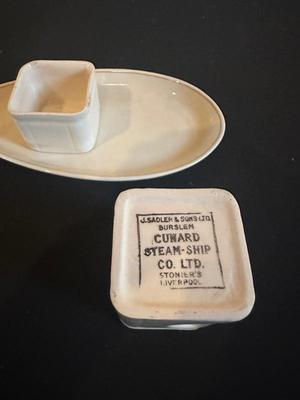 J. SADLER & SONS LTD.
BURSLEM
CUNARD
STEAM-SHIP
CO. LTD.
STONIER'S
LIVERPOOL